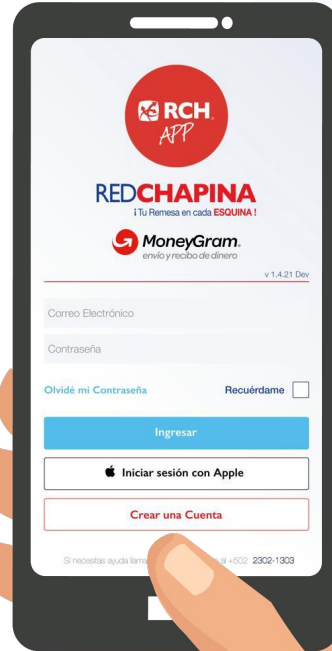 RCH
APP
REDCHAPINA
¡Tu Remesa en cada ESQUINA!
MoneyGram.
envío y recibo de dinero
v 1.4.21 Dev
Correo Electrónico
Contraseña
Olvidé mi Contraseña Recuérdame
Ingresar
Iniciar sesión con Apple
Crear una Cuenta
Si necesitas ayuda al +502 2302-1303